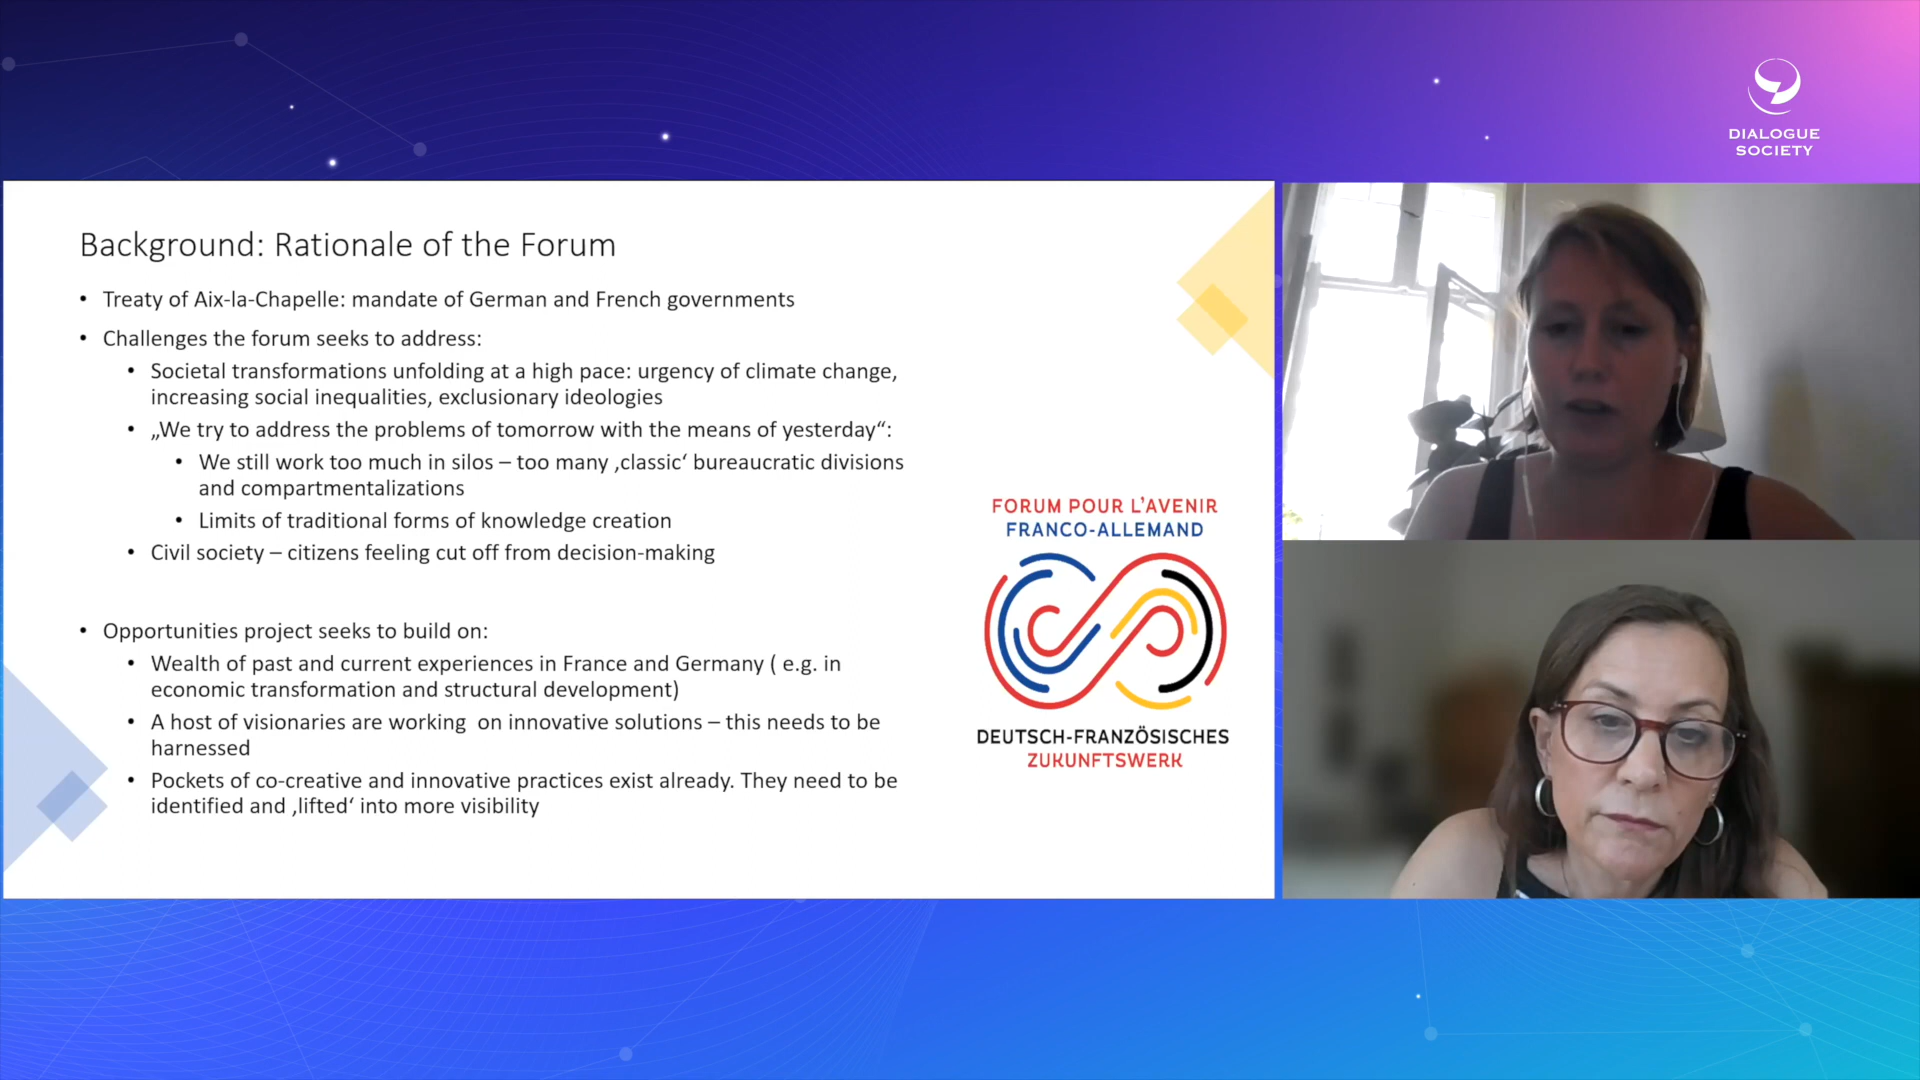 DIALOGUE
SOCIETY
Background: Rationale of the Forum
• Treaty of Aix-la-Chapelle: mandate of German and French governments
• Challenges the forum seeks to address:
• Societal transformations unfolding at a high pace: urgency of climate change,
increasing social inequalities, exclusionary ideologies
• „We try to address the problems of tomorrow with the means of yesterday“:
• We still work too much in silos – too many ‚classic‘ bureaucratic divisions
and compartmentalizations
• Limits of traditional forms of knowledge creation
• Civil society – citizens feeling cut off from decision-making
• Opportunities project seeks to build on:
• Wealth of past and current experiences in France and Germany ( e.g. in
economic transformation and structural development)
• A host of visionaries are working  on innovative solutions – this needs to be
harnessed
• Pockets of co-creative and innovative practices exist already. They need to be
identified and ‚lifted‘ into more visibility
FORUM POUR L’AVENIR
FRANCO-ALLEMAND
DEUTSCH-FRANZÖSISCHES
ZUKUNFTSWERK